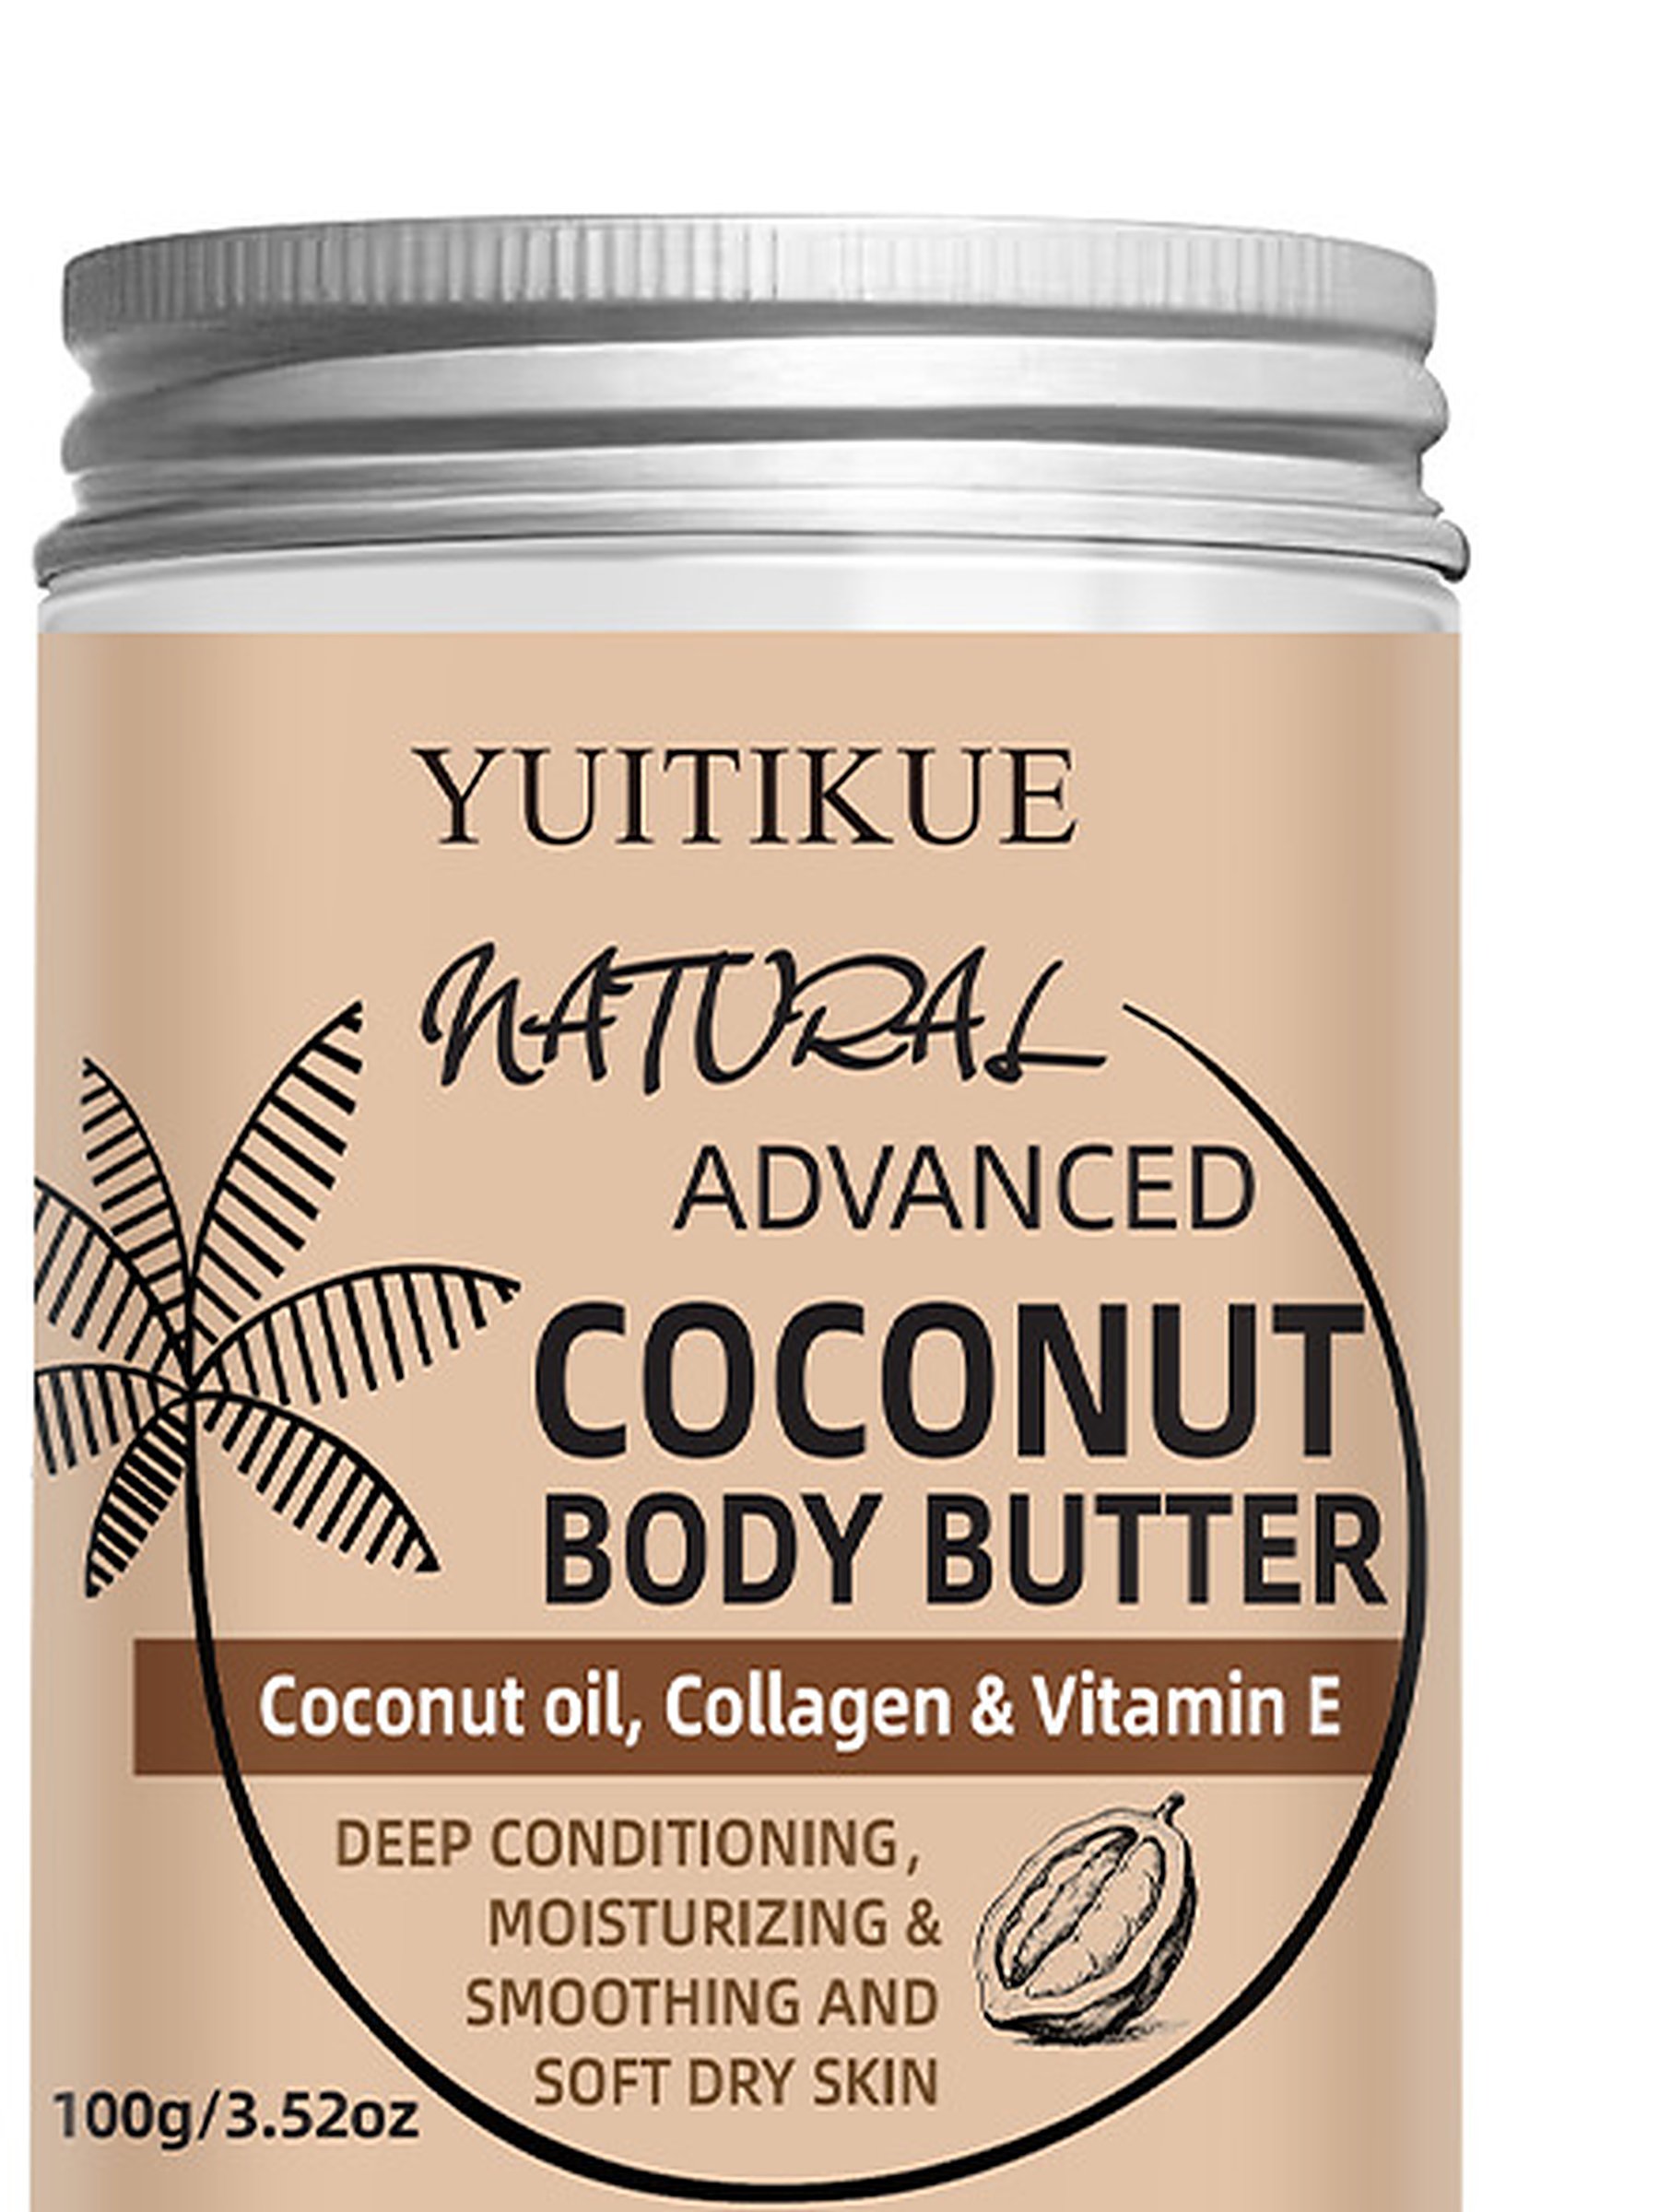 YUITIKUE
NATURAL
ADVANCED
COCONUT
BODY BUTTER
Coconut oil, Collagen & Vitamin E
DEEP CONDITIONING,
MOISTURIZING &
SMOOTHING AND
SOFT DRY SKIN
100g/3.52oz